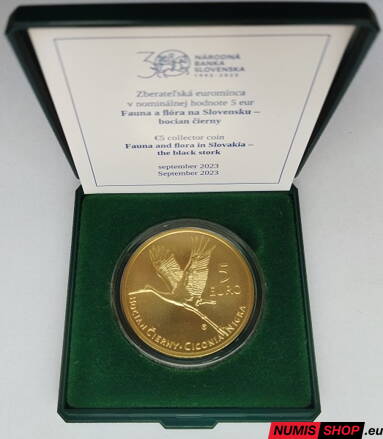 30 NÁRODNÁ
BANKA
SLOVENSKA
1993–2023
Zberateľská eurominca
v nominálnej hodnote 5 eur
Fauna a flóra na Slovensku –
bocian čierny
€5 collector coin
Fauna and flora in Slovakia –
the black stork
september 2023
September 2023
5
EURO
BOCIAN ČIERNY · CICONIA NIGRA
NUMIS SHOP.eu